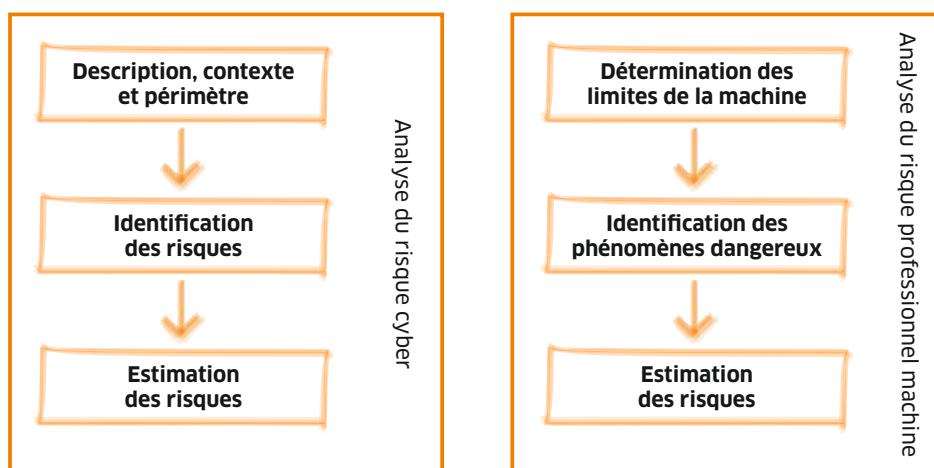 Description, contexte
et périmètre
Identification
des risques
Estimation
des risques
Analyse du risque cyber
Détermination des
limites de la machine
Identification des
phénomènes dangereux
Estimation
des risques
Analyse du risque professionnel machine